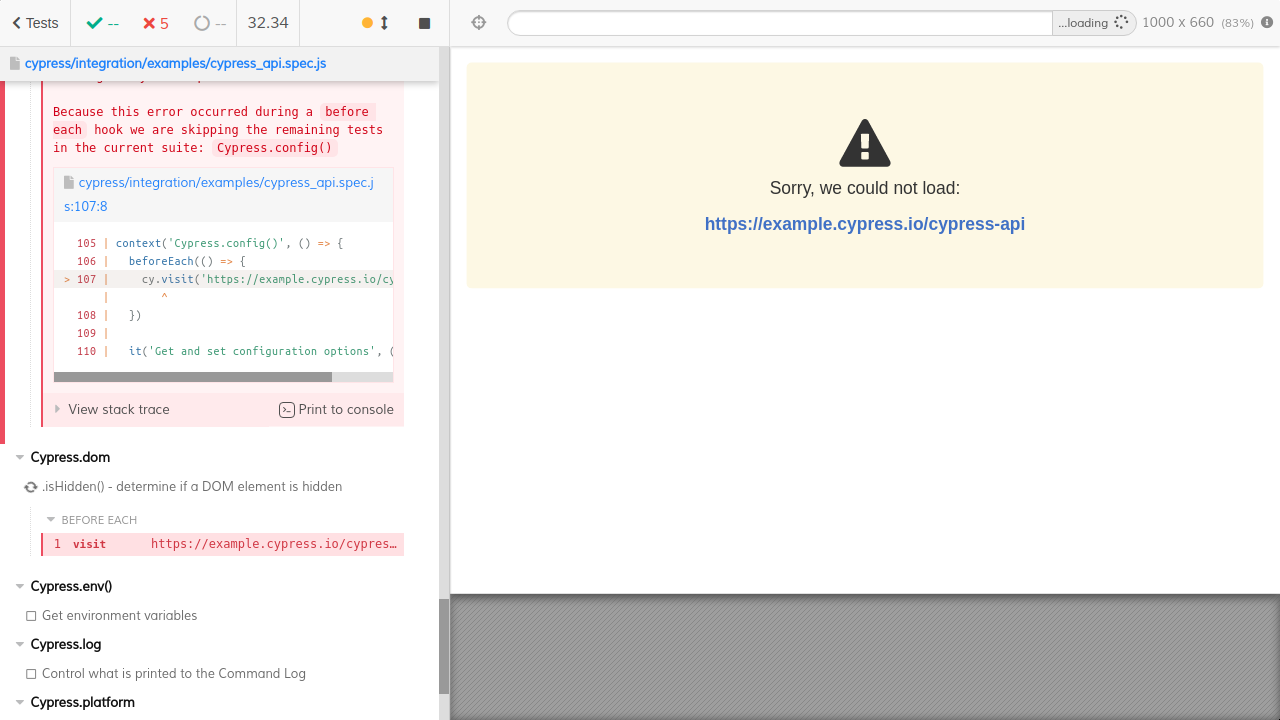 Tests
--
5
--
32.34
...loading
1000 x 660 (83%)
cypress/integration/examples/cypress_api.spec.js
Because this error occurred during a before
each hook we are skipping the remaining tests
in the current suite: Cypress.config()
cypress/integration/examples/cypress_api.spec.j
s:107:8
105 | context('Cypress.config()', () => {
106 |   beforeEach(() => {
> 107 |     cy.visit('https://example.cypress.io/cy
|        ^
108 |   })
109 |
110 |   it('Get and set configuration options', (
View stack trace
Print to console
Cypress.dom
.isHidden() - determine if a DOM element is hidden
BEFORE EACH
1 visit https://example.cypress.io/cypres…
Cypress.env()
Get environment variables
Cypress.log
Control what is printed to the Command Log
Cypress.platform
Sorry, we could not load:
https://example.cypress.io/cypress-api